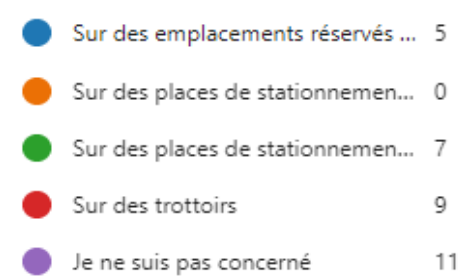 Sur des emplacements réservés ... 5
Sur des places de stationnemen... 0
Sur des places de stationnemen... 7
Sur des trottoirs 9
Je ne suis pas concerné 11